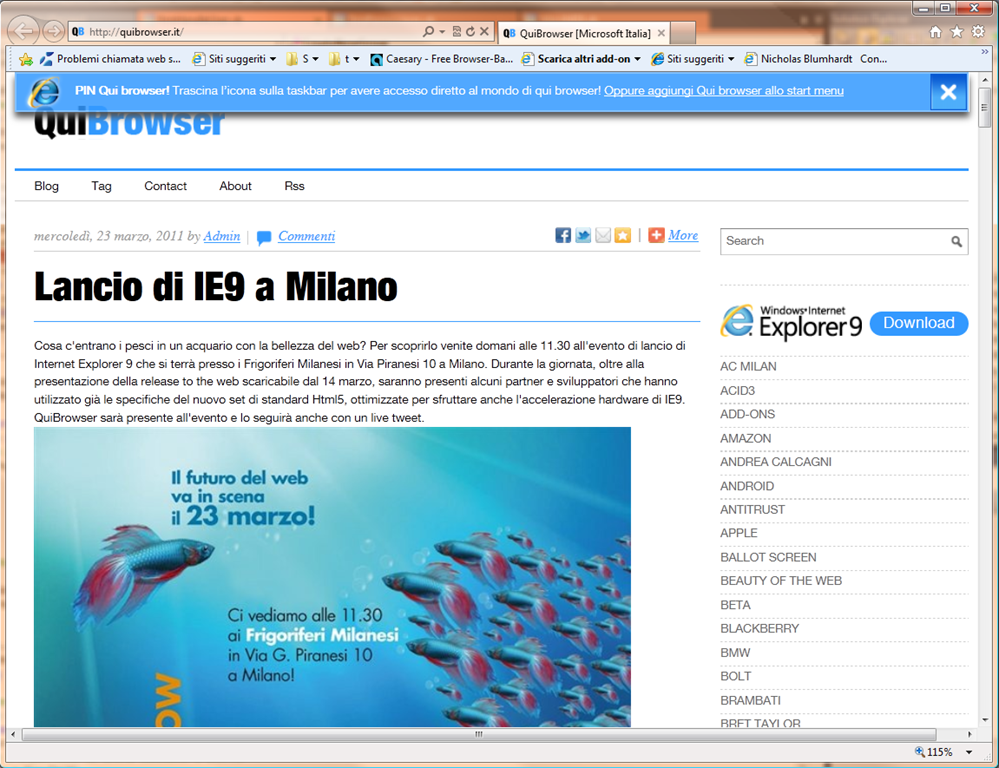 http://quibrowser.it/
QuiBrowser [Microsoft Italia]
Problemi chiamata web s...
Siti suggeriti
S
t
Caesary - Free Browser-Ba...
Scarica altri add-on
Siti suggeriti
Nicholas Blumhardt Con...
PIN Qui browser! Trascina l'icona sulla taskbar per avere accesso diretto al mondo di qui browser! Oppure aggiungi Qui browser allo start menu
QuiBrowser
Blog
Tag
Contact
About
Rss
mercoledì, 23 marzo, 2011 by Admin | Commenti
| More
Lancio di IE9 a Milano
Cosa c'entrano i pesci in un acquario con la bellezza del web? Per scoprirlo venite domani alle 11.30 all'evento di lancio di
Internet Explorer 9 che si terrà presso i Frigoriferi Milanesi in Via Piranesi 10 a Milano. Durante la giornata, oltre alla
presentazione della release to the web scaricabile dal 14 marzo, saranno presenti alcuni partner e sviluppatori che hanno
utilizzato già le specifiche del nuovo set di standard Html5, ottimizzate per sfruttare anche l'accelerazione hardware di IE9.
QuiBrowser sarà presente all'evento e lo seguirà anche con un live tweet.
Il futuro del web
va in scena
il 23 marzo!
Ci vediamo alle 11.30
ai Frigoriferi Milanesi
in Via G. Piranesi 10
a Milano!
OW
Search
Windows Internet
Explorer 9
Download
AC MILAN
ACID3
ADD-ONS
AMAZON
ANDREA CALCAGNI
ANDROID
ANTITRUST
APPLE
BALLOT SCREEN
BEAUTY OF THE WEB
BETA
BLACKBERRY
BMW
BOLT
BRAMBATI
BRET TAYLOR
115%